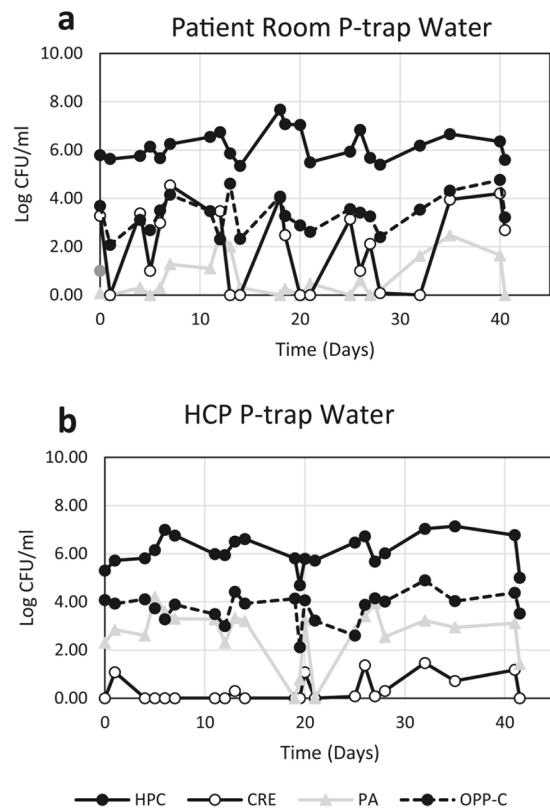 a
Patient Room P-trap Water
10.00
8.00
6.00
4.00
2.00
0.00
Log CFU/ml
0 10 20 30 40
Time (Days)
b
HCP P-trap Water
10.00
8.00
6.00
4.00
2.00
0.00
Log CFU/ml
0 10 20 30 40
Time (Days)
HPC CRE PA OPP-C